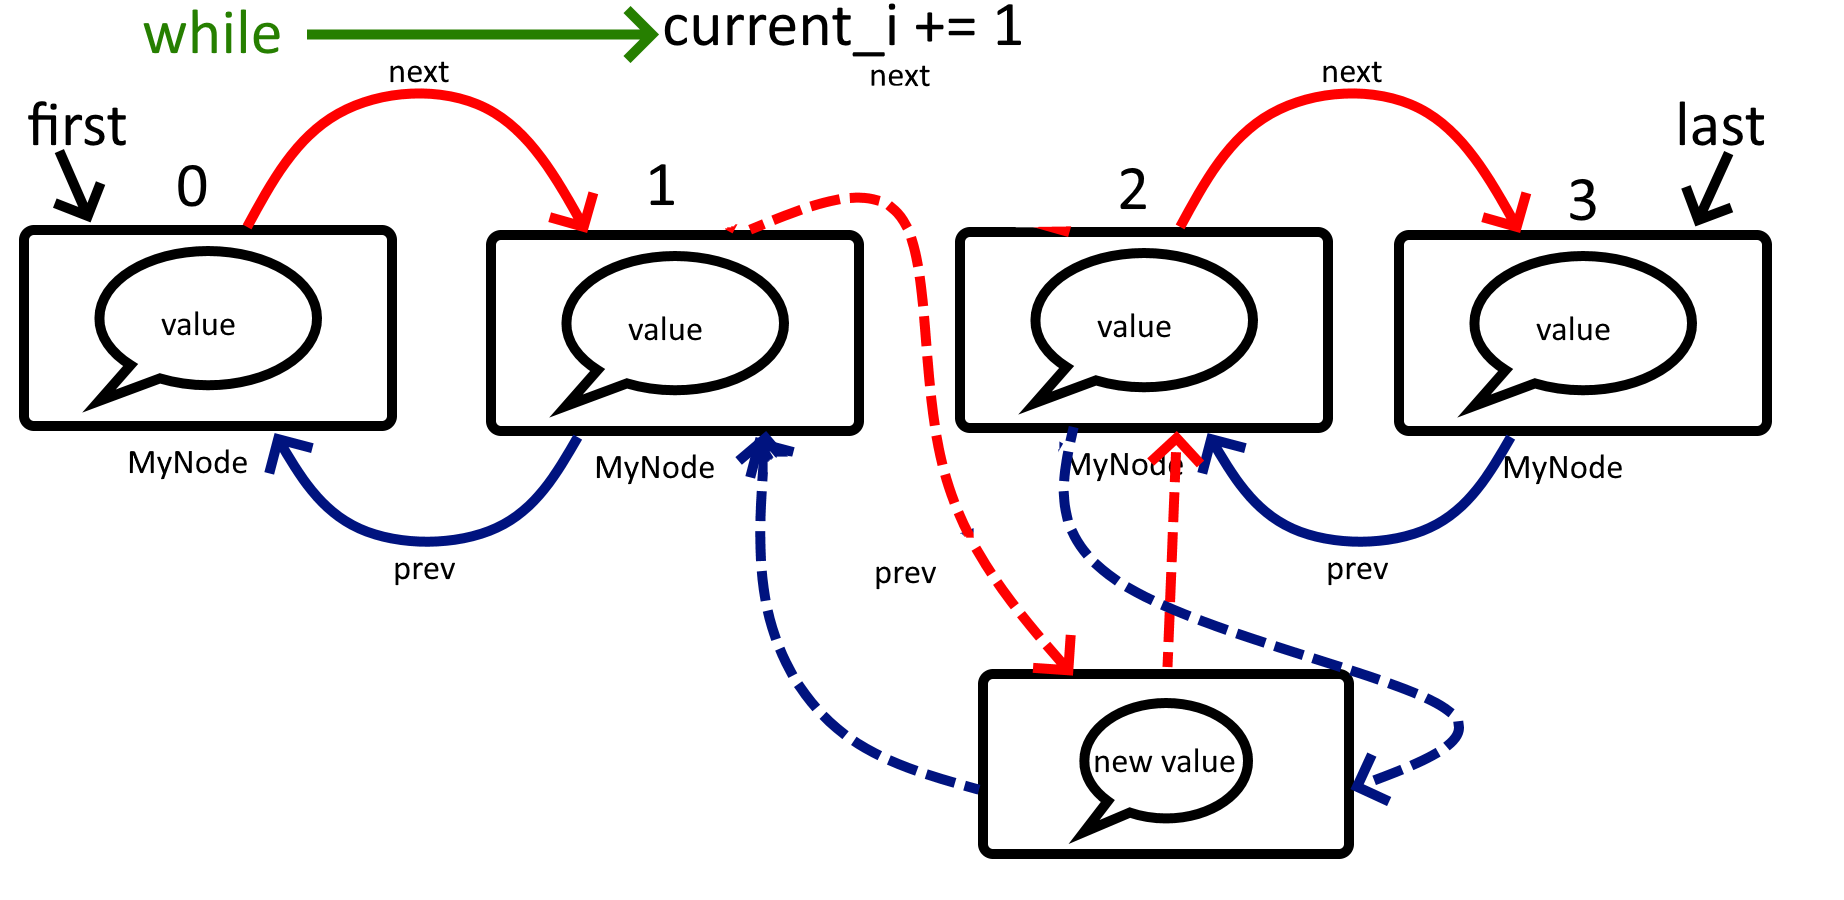 while current_i += 1
next next next
first last
0 1 2 3
value value value value
MyNode MyNode MyNode MyNode
prev prev prev
new value